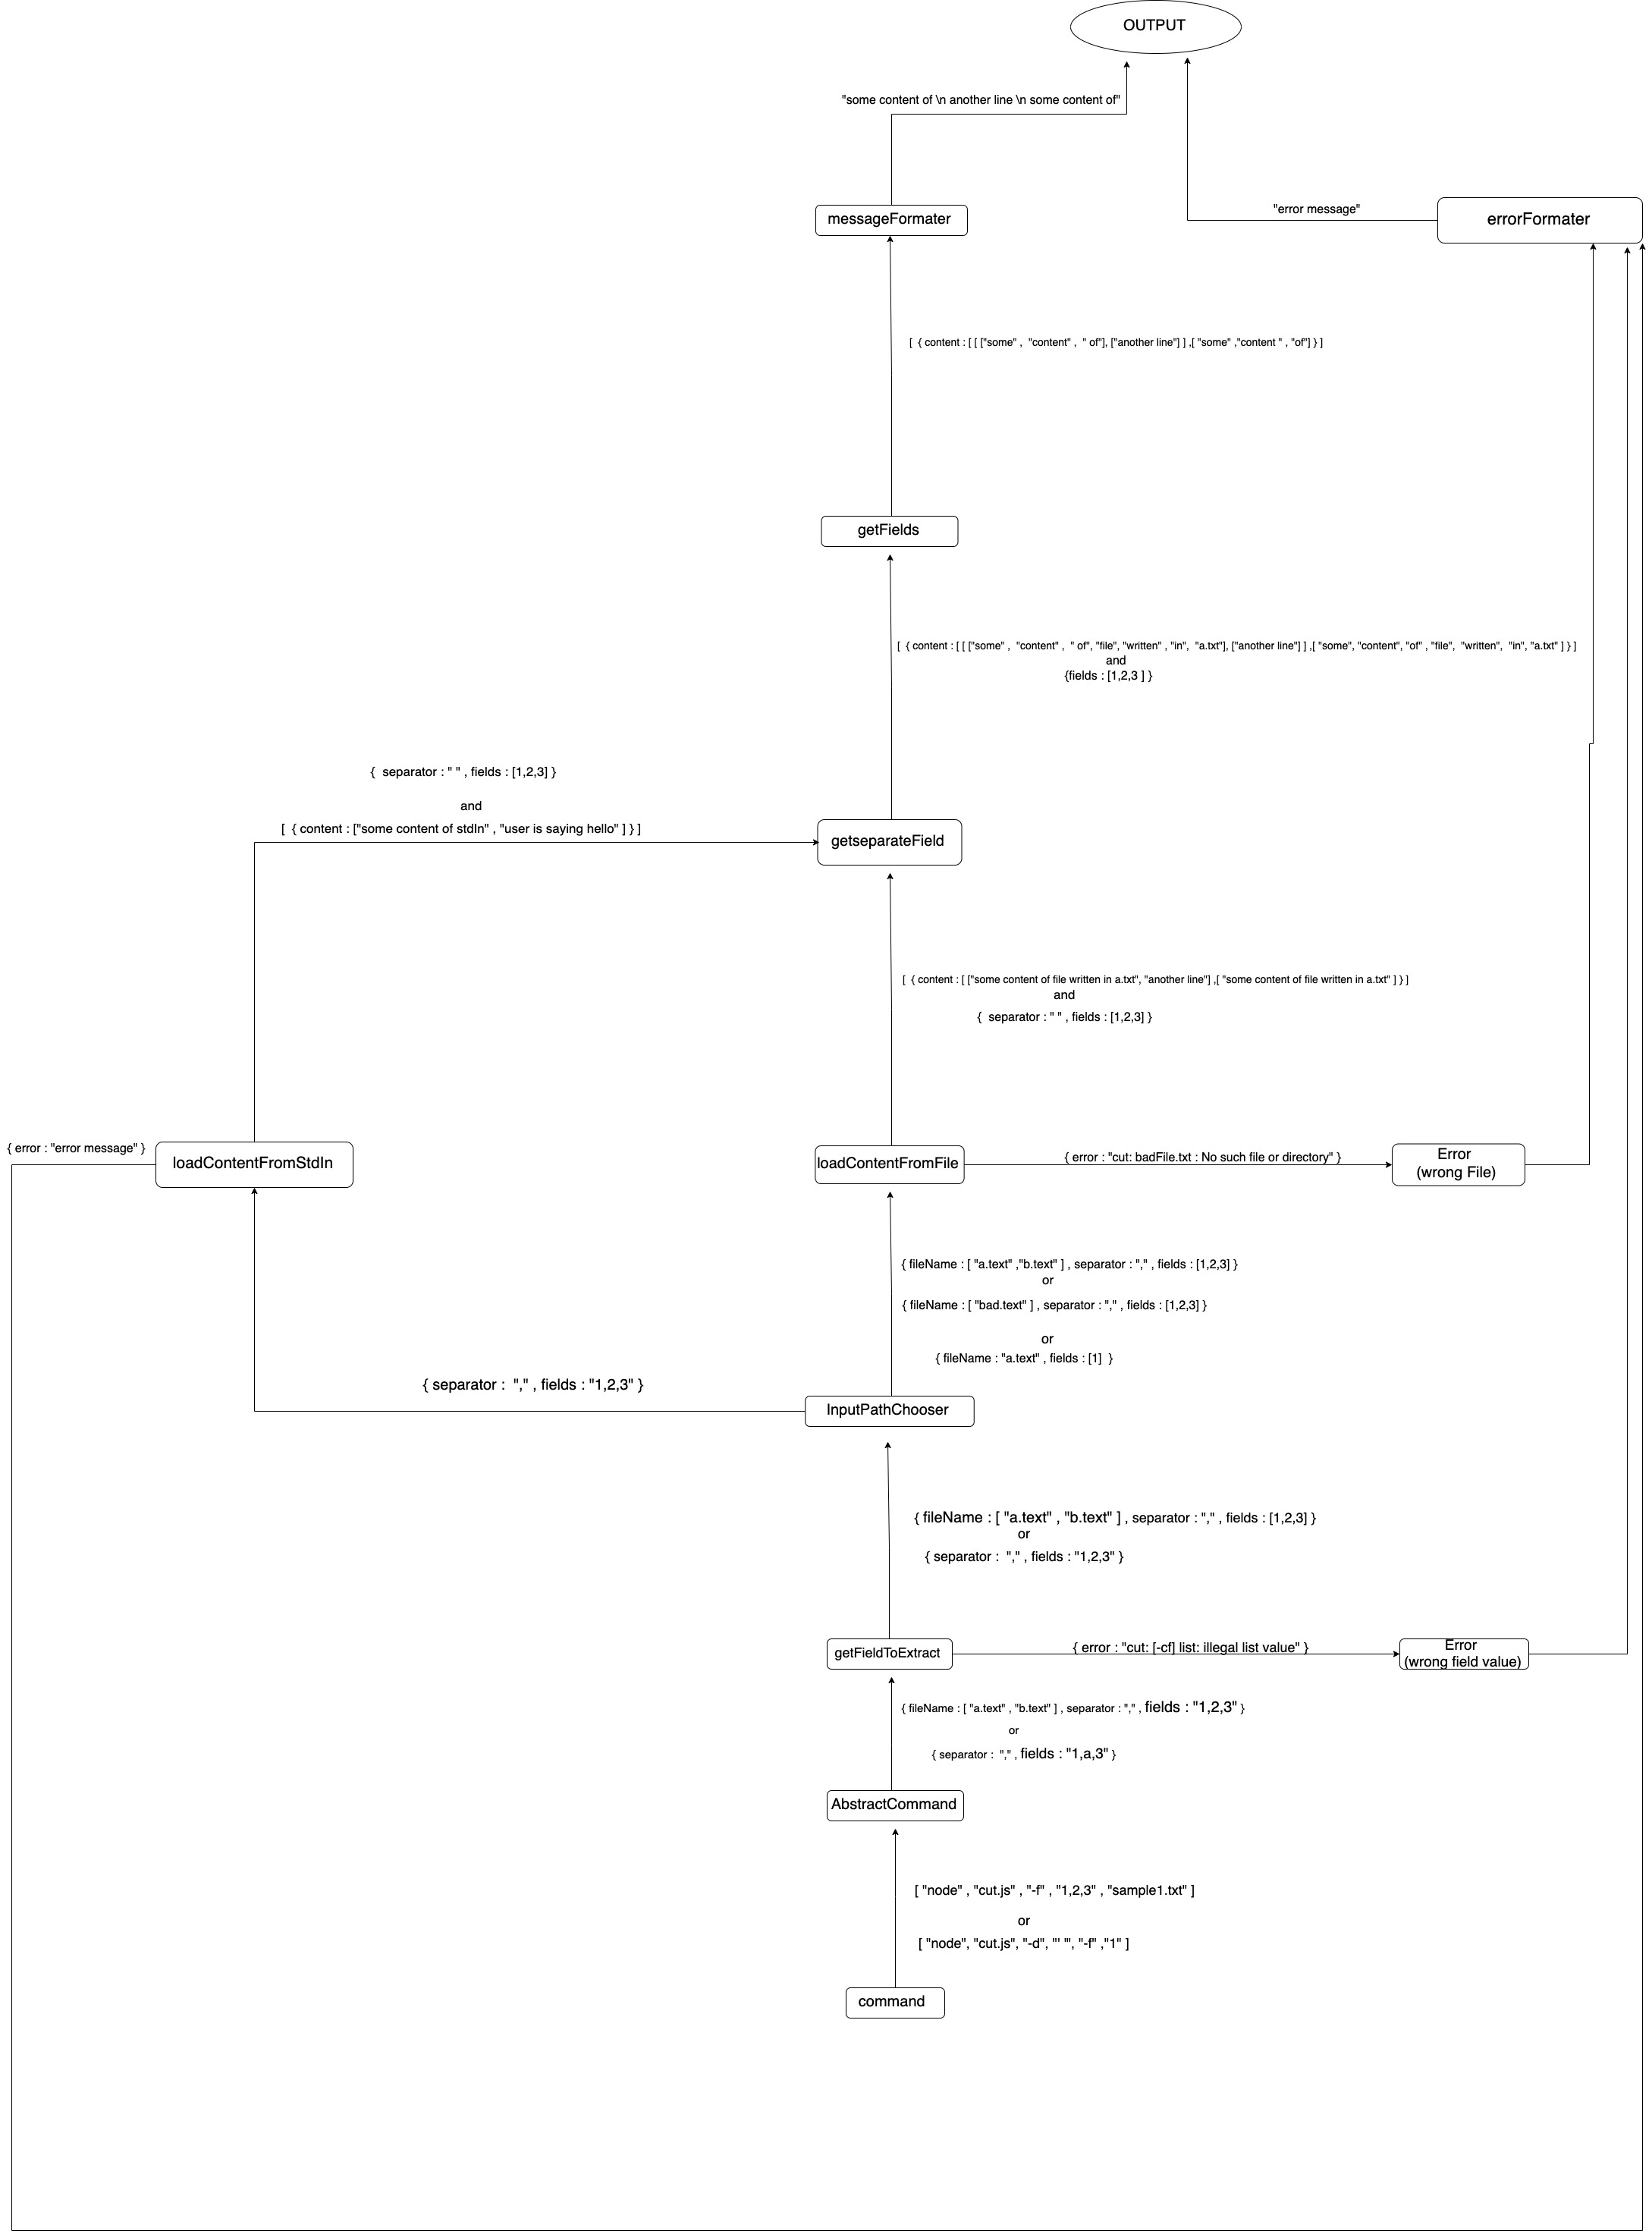 OUTPUT
"some content of \n another line \n some content of"
messageFormater
"error message"
errorFormater
[ { content : [ [ ["some" , "content" , " of"], ["another line"] ] ,[ "some" ,"content " , "of"] } ]
getFields
[ { content : [ [ ["some" , "content" , " of", "file", "written" , "in", "a.txt"], ["another line"] ] ,[ "some", "content", "of" , "file", "written", "in", "a.txt" ] } ]
and
{fields : [1,2,3 ] }
{ separator : " " , fields : [1,2,3] }
and
[ { content : ["some content of stdIn" , "user is saying hello" ] } ]
getseparateField
[ { content : [ ["some content of file written in a.txt", "another line"] ,[ "some content of file written in a.txt" ] } ]
and
{ separator : " " , fields : [1,2,3] }
{ error : "error message" }
loadContentFromStdIn
loadContentFromFile
{ error : "cut: badFile.txt : No such file or directory" }
Error
(wrong File)
{ fileName : [ "a.text" ,"b.text" ] , separator : "," , fields : [1,2,3] }
or
{ fileName : [ "bad.text" ] , separator : "," , fields : [1,2,3] }
or
{ fileName : "a.text" , fields : [1] }
{ separator : "," , fields : "1,2,3" }
InputPathChooser
{ fileName : [ "a.text" , "b.text" ] , separator : "," , fields : [1,2,3] }
or
{ separator : "," , fields : "1,2,3" }
getFieldToExtract
{ error : "cut: [-cf] list: illegal list value" }
Error
(wrong field value)
{ fileName : [ "a.text" , "b.text" ] , separator : "," , fields : "1,2,3" }
or
{ separator : "," , fields : "1,a,3" }
AbstractCommand
[ "node" , "cut.js" , "-f" , "1,2,3" , "sample1.txt" ]
or
[ "node", "cut.js", "-d", "' '", "-f" ,"1" ]
command